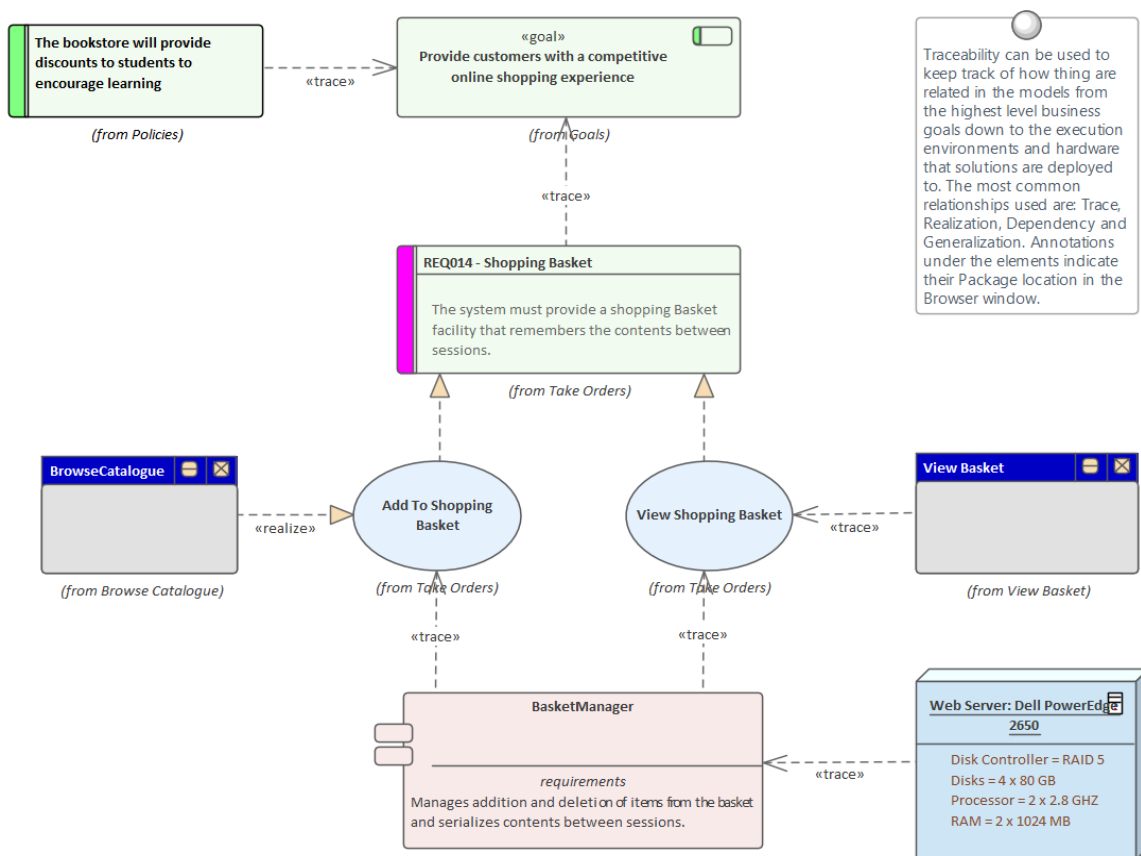 The bookstore will provide
discounts to students to
encourage learning
(from Policies)
«trace»
«goal»
Provide customers with a competitive
online shopping experience
(from Goals)
Traceability can be used to
keep track of how thing are
related in the models from
the highest level business
goals down to the execution
environments and hardware
that solutions are deployed
to. The most common
relationships used are: Trace,
Realization, Dependency and
Generalization. Annotations
under the elements indicate
their Package location in the
Browser window.
«trace»
REQ014 - Shopping Basket
The system must provide a shopping Basket
facility that remembers the contents between
sessions.
(from Take Orders)
BrowseCatalogue
(from Browse Catalogue)
«realize»
Add To Shopping
Basket
(from Take Orders)
View Shopping Basket
(from Take Orders)
«trace»
View Basket
(from View Basket)
«trace»
«trace»
BasketManager
requirements
Manages addition and deletion of items from the basket
and serializes contents between sessions.
«trace»
Web Server: Dell PowerEdge
2650
Disk Controller = RAID 5
Disks = 4 x 80 GB
Processor = 2 x 2.8 GHZ
RAM = 2 x 1024 MB